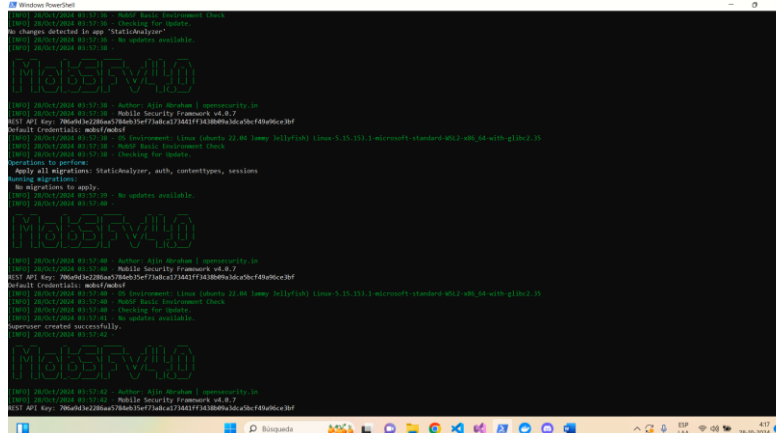 Windows PowerShell
[INFO] 28/Oct/2024 03:57:36 - MobSF Basic Environment Check
[INFO] 28/Oct/2024 03:57:36 - Checking for Update.
No changes detected in app 'StaticAnalyzer'
[INFO] 28/Oct/2024 03:57:36 - No updates available.
[INFO] 28/Oct/2024 03:57:38 -
[INFO] 28/Oct/2024 03:57:38 - Author: Ajin Abraham | opensecurity.in
[INFO] 28/Oct/2024 03:57:38 - Mobile Security Framework v4.0.7
REST API Key: 706a9d3e2286aa5784eb35ef73a8ca173441ff3438b09a3dca5bcf49a96ce3bf
Default Credentials: mobsf/mobsf
[INFO] 28/Oct/2024 03:57:38 - OS Environment: Linux (ubuntu 22.04 Jammy Jellyfish) Linux-5.15.153.1-microsoft-standard-WSL2-x86_64-with-glibc2.35
[INFO] 28/Oct/2024 03:57:38 - MobSF Basic Environment Check
[INFO] 28/Oct/2024 03:57:38 - Checking for Update.
Operations to perform:
Apply all migrations: StaticAnalyzer, auth, contenttypes, sessions
Running migrations:
No migrations to apply.
[INFO] 28/Oct/2024 03:57:39 - No updates available.
[INFO] 28/Oct/2024 03:57:40 -
[INFO] 28/Oct/2024 03:57:40 - Author: Ajin Abraham | opensecurity.in
[INFO] 28/Oct/2024 03:57:40 - Mobile Security Framework v4.0.7
REST API Key: 706a9d3e2286aa5784eb35ef73a8ca173441ff3438b09a3dca5bcf49a96ce3bf
Default Credentials: mobsf/mobsf
[INFO] 28/Oct/2024 03:57:40 - OS Environment: Linux (ubuntu 22.04 Jammy Jellyfish) Linux-5.15.153.1-microsoft-standard-WSL2-x86_64-with-glibc2.35
[INFO] 28/Oct/2024 03:57:40 - MobSF Basic Environment Check
[INFO] 28/Oct/2024 03:57:40 - Checking for Update.
[INFO] 28/Oct/2024 03:57:41 - No updates available.
Superuser created successfully.
[INFO] 28/Oct/2024 03:57:42 -
[INFO] 28/Oct/2024 03:57:42 - Author: Ajin Abraham | opensecurity.in
[INFO] 28/Oct/2024 03:57:42 - Mobile Security Framework v4.0.7
REST API Key: 706a9d3e2286aa5784eb35ef73a8ca173441ff3438b09a3dca5bcf49a96ce3bf
Búsqueda
ESP
4:17
28-10-2024